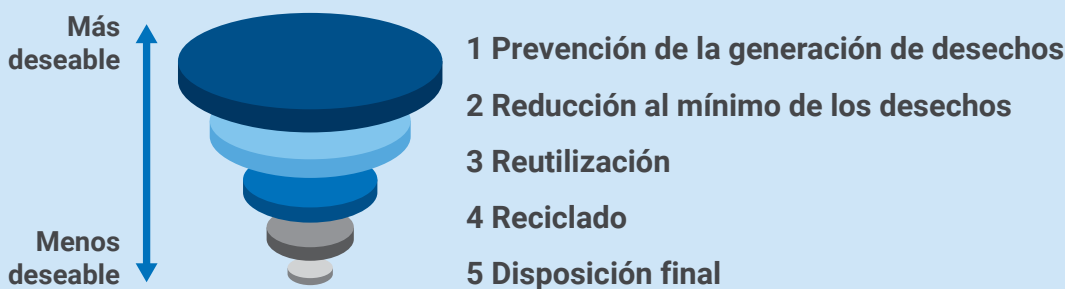 Más
deseable
1 Prevención de la generación de desechos
2 Reducción al mínimo de los desechos
3 Reutilización
4 Reciclado
Menos
deseable
5 Disposición final